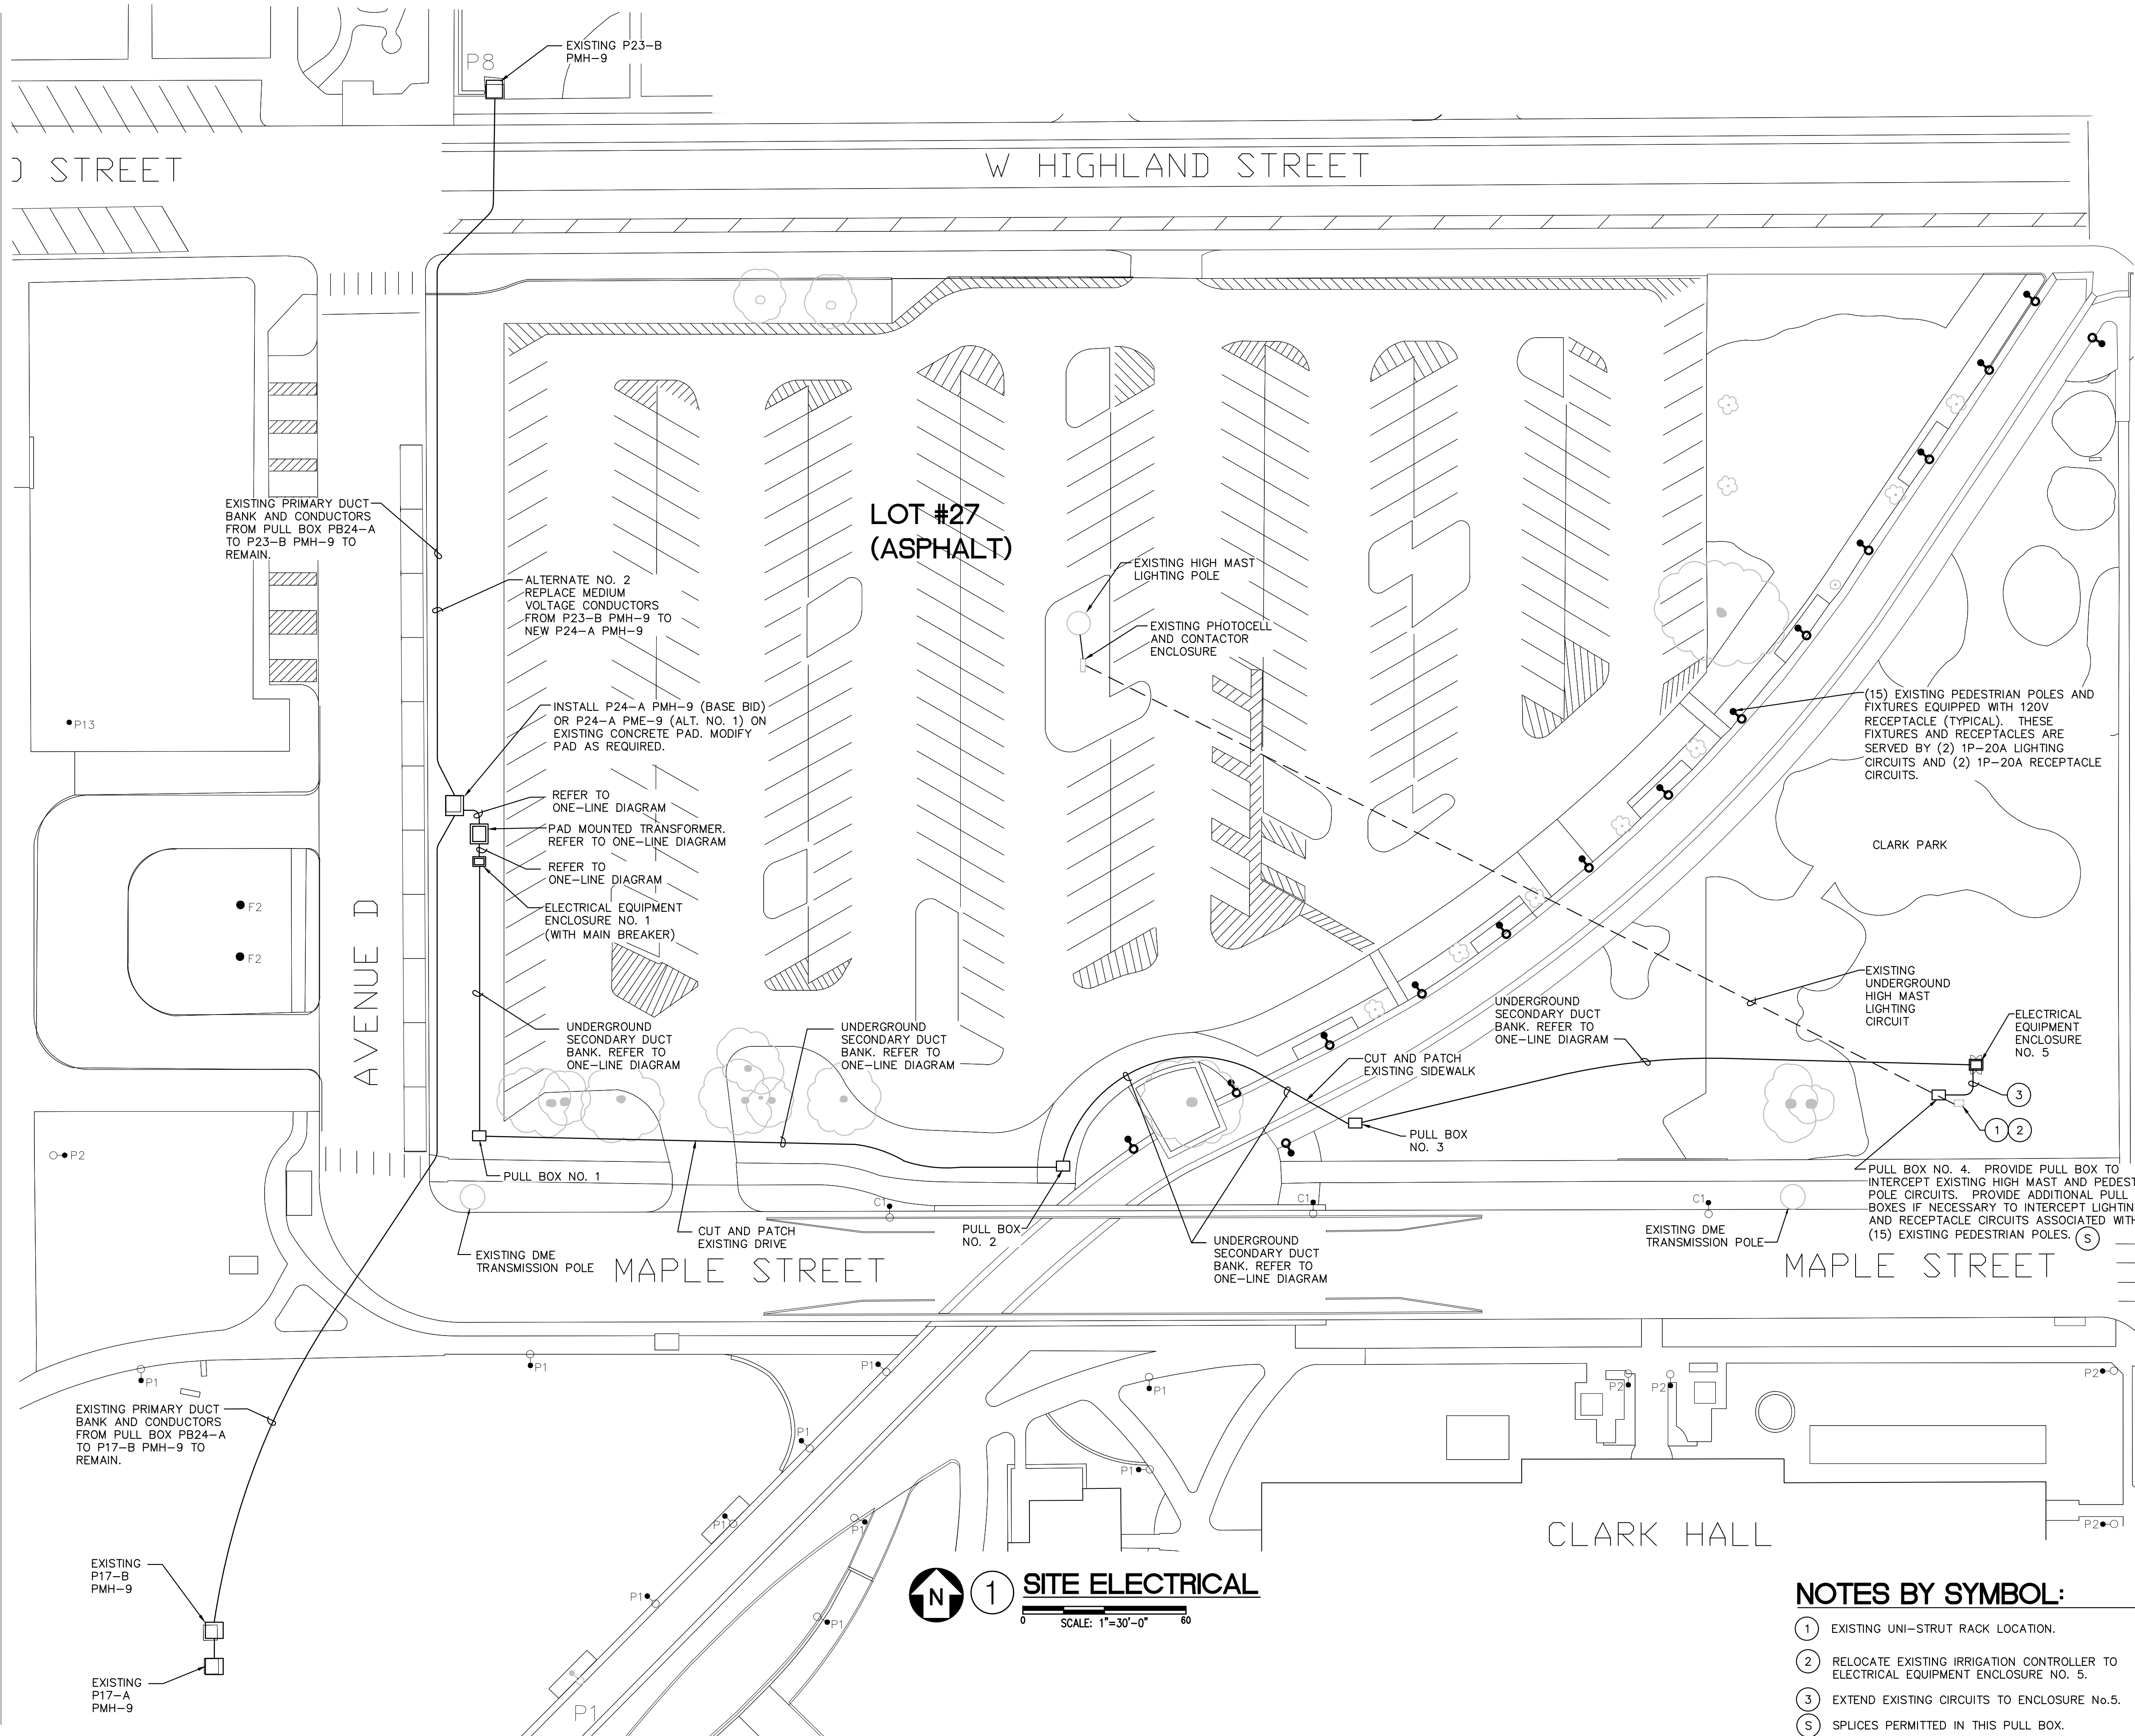 P8
EXISTING P23-B
PMH-9
STREET
W HIGHLAND STREET
EXISTING PRIMARY DUCT
BANK AND CONDUCTORS
FROM PULL BOX PB24-A
TO P23-B PMH-9 TO
REMAIN.
LOT #27
(ASPHALT)
ALTERNATE NO. 2
REPLACE MEDIUM
VOLTAGE CONDUCTORS
FROM P23-B PMH-9 TO
NEW P24-A PMH-9
EXISTING HIGH MAST
LIGHTING POLE
EXISTING PHOTOCELL
AND CONTACTOR
ENCLOSURE
INSTALL P24-A PMH-9 (BASE BID)
OR P24-A PME-9 (ALT. NO. 1) ON
EXISTING CONCRETE PAD. MODIFY
PAD AS REQUIRED.
(15) EXISTING PEDESTRIAN POLES AND
FIXTURES EQUIPPED WITH 120V
RECEPTACLE (TYPICAL). THESE
FIXTURES AND RECEPTACLES ARE
SERVED BY (2) 1P-20A LIGHTING
CIRCUITS AND (2) 1P-20A RECEPTACLE
CIRCUITS.
P13
REFER TO
ONE-LINE DIAGRAM
PAD MOUNTED TRANSFORMER.
REFER TO ONE-LINE DIAGRAM
REFER TO
ONE-LINE DIAGRAM
ELECTRICAL EQUIPMENT
ENCLOSURE NO. 1
(WITH MAIN BREAKER)
CLARK PARK
F2
F2
AVENUE D
EXISTING
UNDERGROUND
HIGH MAST
LIGHTING
CIRCUIT
ELECTRICAL
EQUIPMENT
ENCLOSURE
NO. 5
UNDERGROUND
SECONDARY DUCT
BANK. REFER TO
ONE-LINE DIAGRAM
UNDERGROUND
SECONDARY DUCT
BANK. REFER TO
ONE-LINE DIAGRAM
UNDERGROUND
SECONDARY DUCT
BANK. REFER TO
ONE-LINE DIAGRAM
CUT AND PATCH
EXISTING SIDEWALK
3
1 2
PULL BOX
NO. 3
P2
PULL BOX NO. 1
PULL BOX NO. 4. PROVIDE PULL BOX TO
INTERCEPT EXISTING HIGH MAST AND
POLE CIRCUITS. PROVIDE ADDITIONAL PULL
BOXES IF NECESSARY TO INTERCEPT
AND RECEPTACLE CIRCUITS ASSOCIATED
(15) EXISTING PEDESTRIAN POLES. S
C1
C1
C1
CUT AND PATCH
EXISTING DRIVE
PULL BOX
NO. 2
UNDERGROUND
SECONDARY DUCT
BANK. REFER TO
ONE-LINE DIAGRAM
EXISTING DME
TRANSMISSION POLE
EXISTING DME
TRANSMISSION POLE
MAPLE STREET
MAPLE STREET
P1
P1
P1
P1
P2
P2
P2
EXISTING PRIMARY DUCT
BANK AND CONDUCTORS
FROM PULL BOX PB24-A
TO P17-B PMH-9 TO
REMAIN.
P1
P1
P1
P1
P2
CLARK HALL
EXISTING
P17-B
PMH-9
P1
P1
EXISTING
P17-A
PMH-9
P1
N
1
SITE ELECTRICAL
0 SCALE: 1"=30'-0" 60
NOTES BY SYMBOL:
1 EXISTING UNI-STRUT RACK LOCATION.
2 RELOCATE EXISTING IRRIGATION CONTROLLER TO
ELECTRICAL EQUIPMENT ENCLOSURE NO. 5.
3 EXTEND EXISTING CIRCUITS TO ENCLOSURE No.5.
S SPLICES PERMITTED IN THIS PULL BOX.